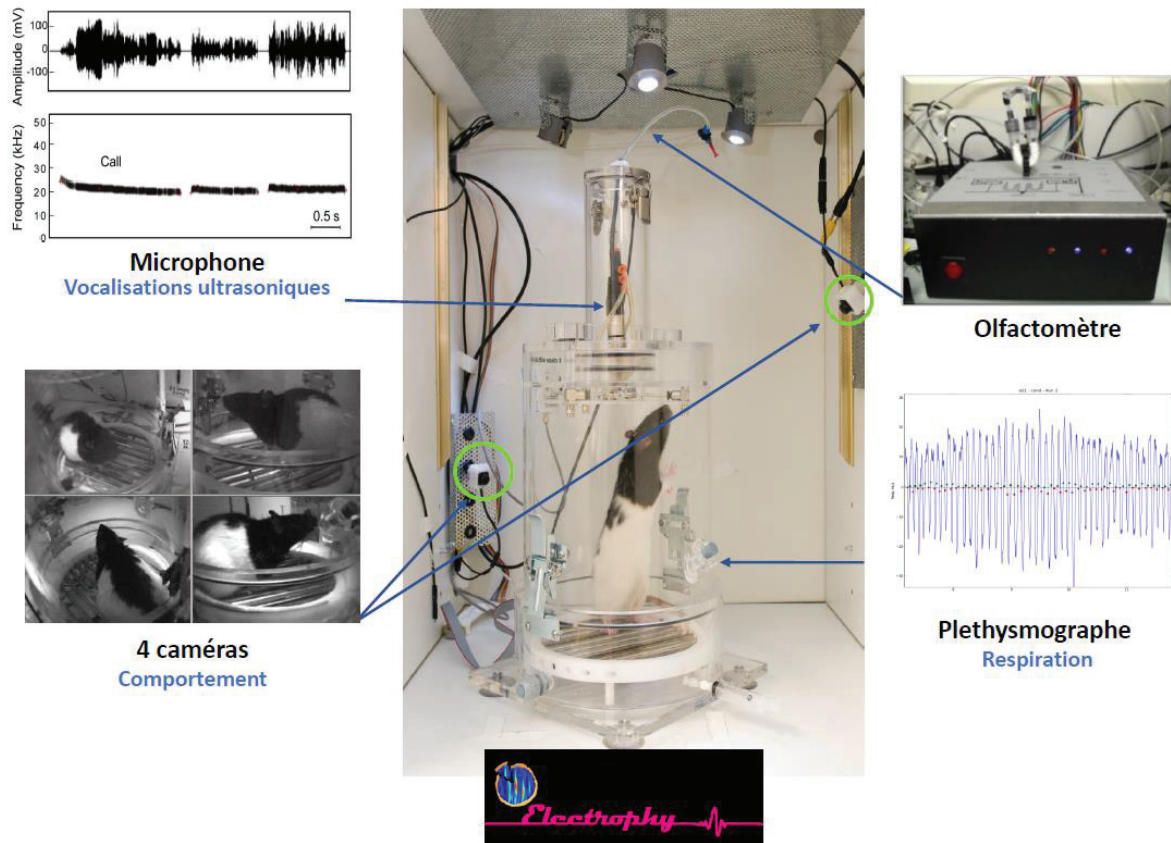 Amplitude (mV)
100
0
-100
Frequency (kHz)
50
40
30
20
10
0
Call
0.5 s
Microphone
Vocalisations ultrasoniques
4 caméras
Comportement
Olfactomètre
Plethysmographe
Respiration
Electrophy